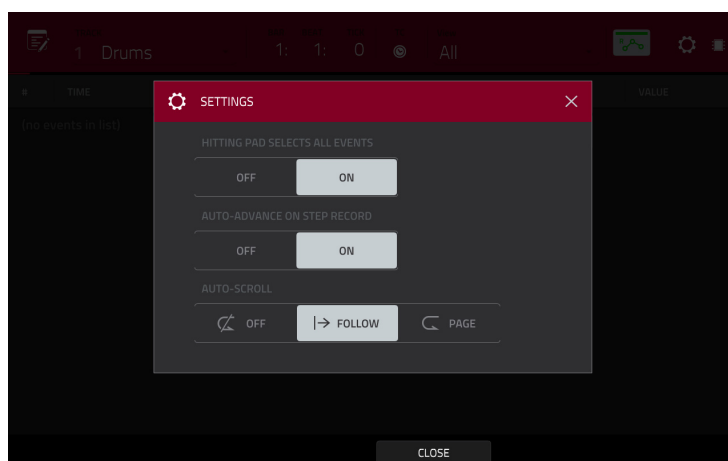 1 Drums 1: 1: 0 All
# TIME VALUE
(no events in list)
SETTINGS
HITTING PAD SELECTS ALL EVENTS
OFF ON
AUTO-ADVANCE ON STEP RECORD
OFF ON
AUTO-SCROLL
OFF FOLLOW PAGE
CLOSE